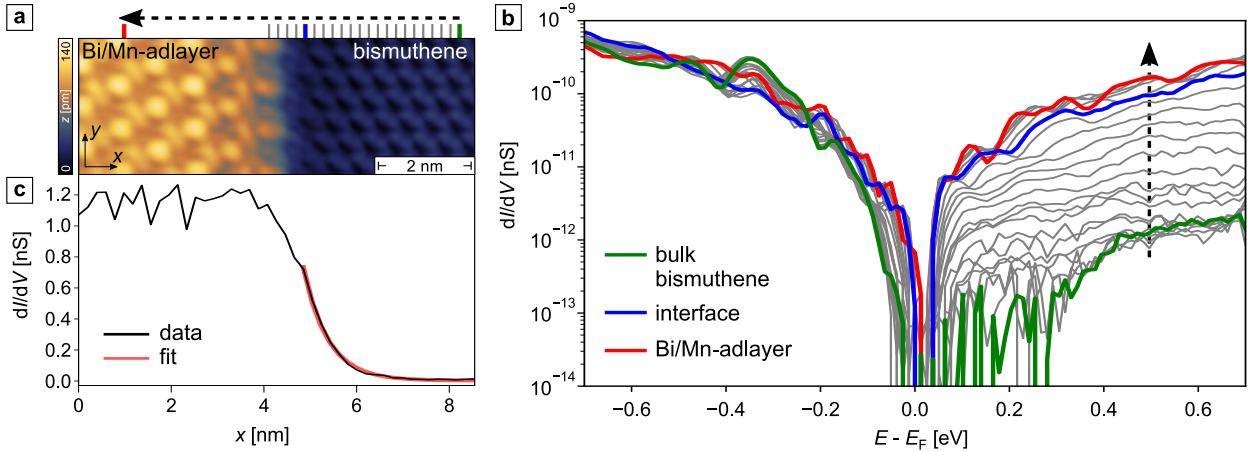 a
Bi/Mn-adlayer
bismuthene
140
z [pm]
0
y
x
2 nm
b
dI/dV [nS]
10⁻⁹
10⁻¹⁰
10⁻¹¹
10⁻¹²
10⁻¹³
10⁻¹⁴
bulk
bismuthene
interface
Bi/Mn-adlayer
−0.6 −0.4 −0.2 0.0 0.2 0.4 0.6
E - E_F [eV]
c
dI/dV [nS]
1.2
1.0
0.8
0.6
0.4
0.2
0.0
data
fit
0 2 4 6 8
x [nm]